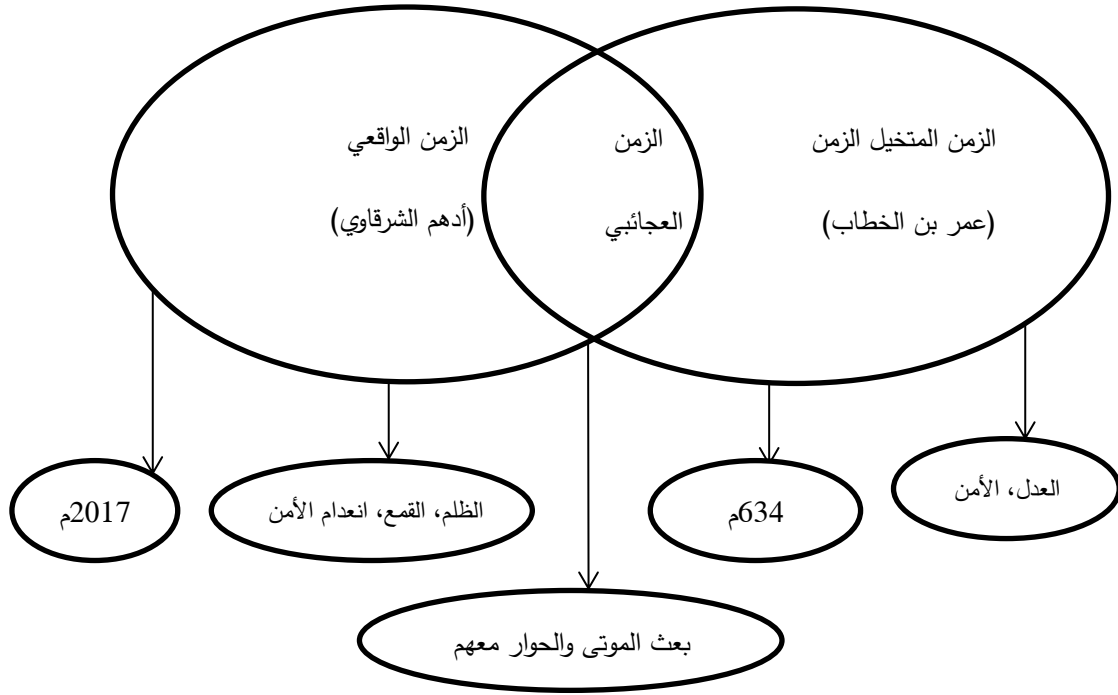 الزمن المتخيل الزمن
(عمر بن الخطاب)
الزمن
العجائبي
الزمن الواقعي
(أدهم الشرقاوي)
العدل، الأمن
634م
الظلم، القمع، انعدام الأمن
2017م
بعث الموتى والحوار معهم